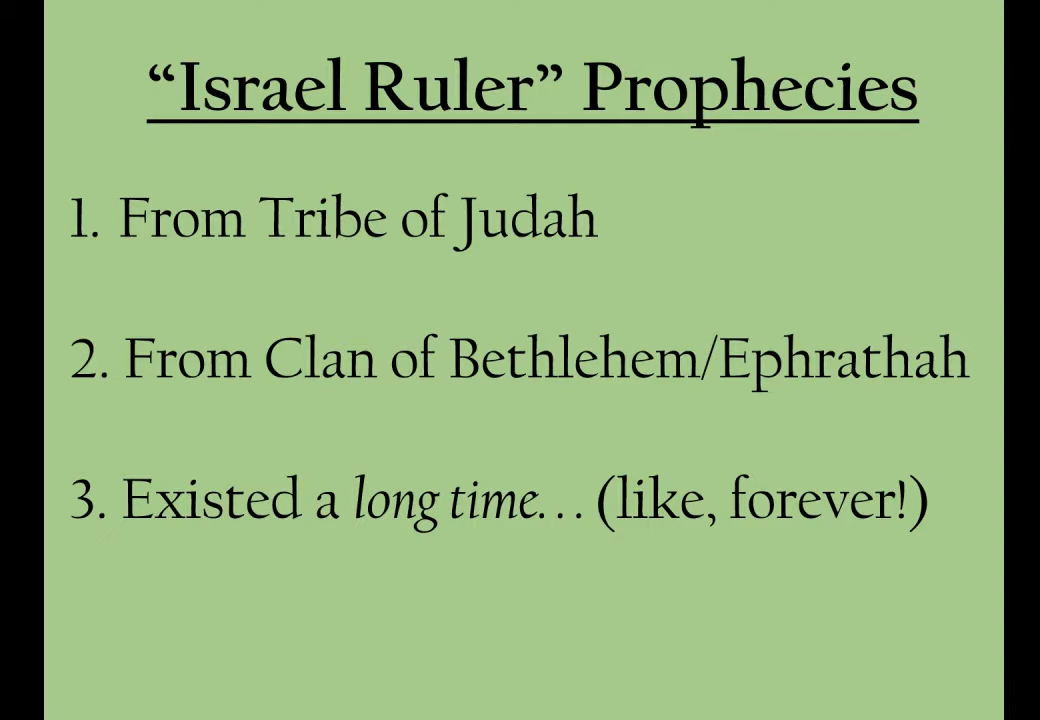 “Israel Ruler” Prophecies
1. From Tribe of Judah
2. From Clan of Bethlehem/Ephrathah
3. Existed a long time... (like, forever!)